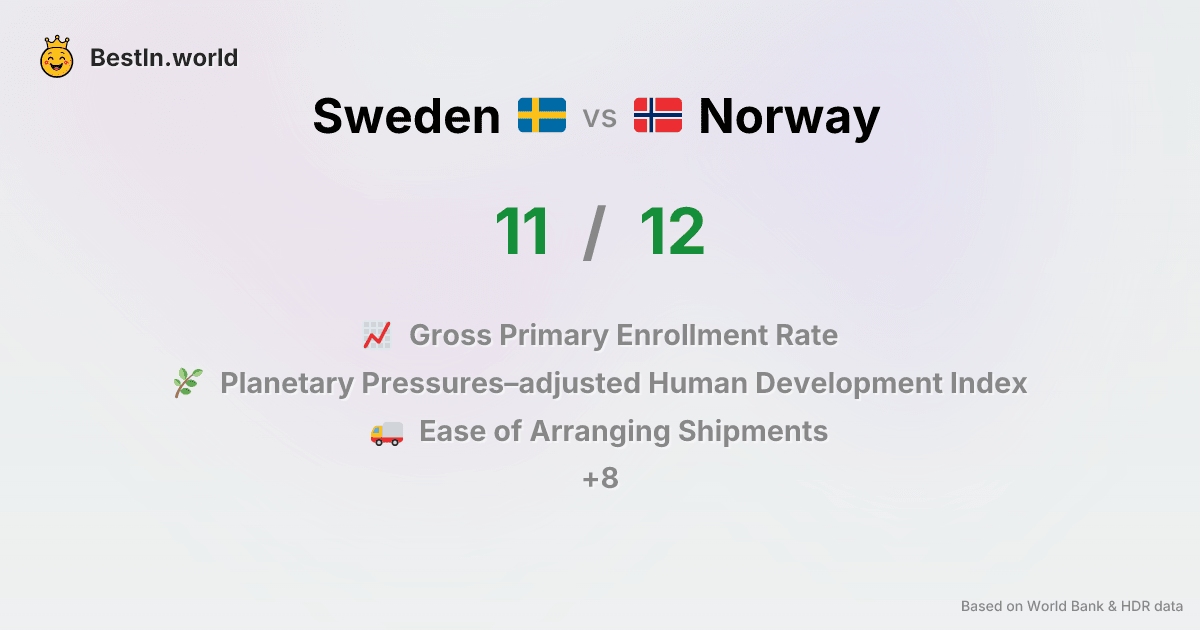 BestIn.world
Sweden vs Norway
11 / 12
Gross Primary Enrollment Rate
Planetary Pressures–adjusted Human Development Index
Ease of Arranging Shipments
+8
Based on World Bank & HDR data